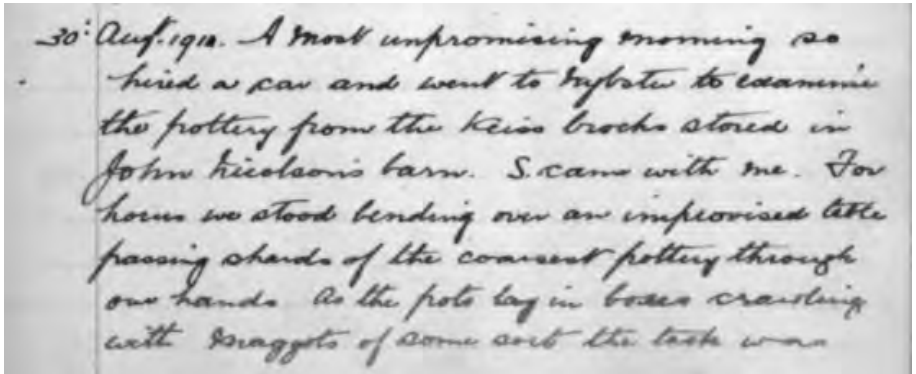 30: Augt. 1910. A most unpromising morning so
hired a car and went to Nybster to examine
the pottery from the Keiss brochs stored in
John Nicolson's barn. S. came with me. For
hours we stood bending over an improvised table
passing shards of the coarsest pottery through
our hands. As the pots lay in boxes crawling
with maggots of some sort the task was